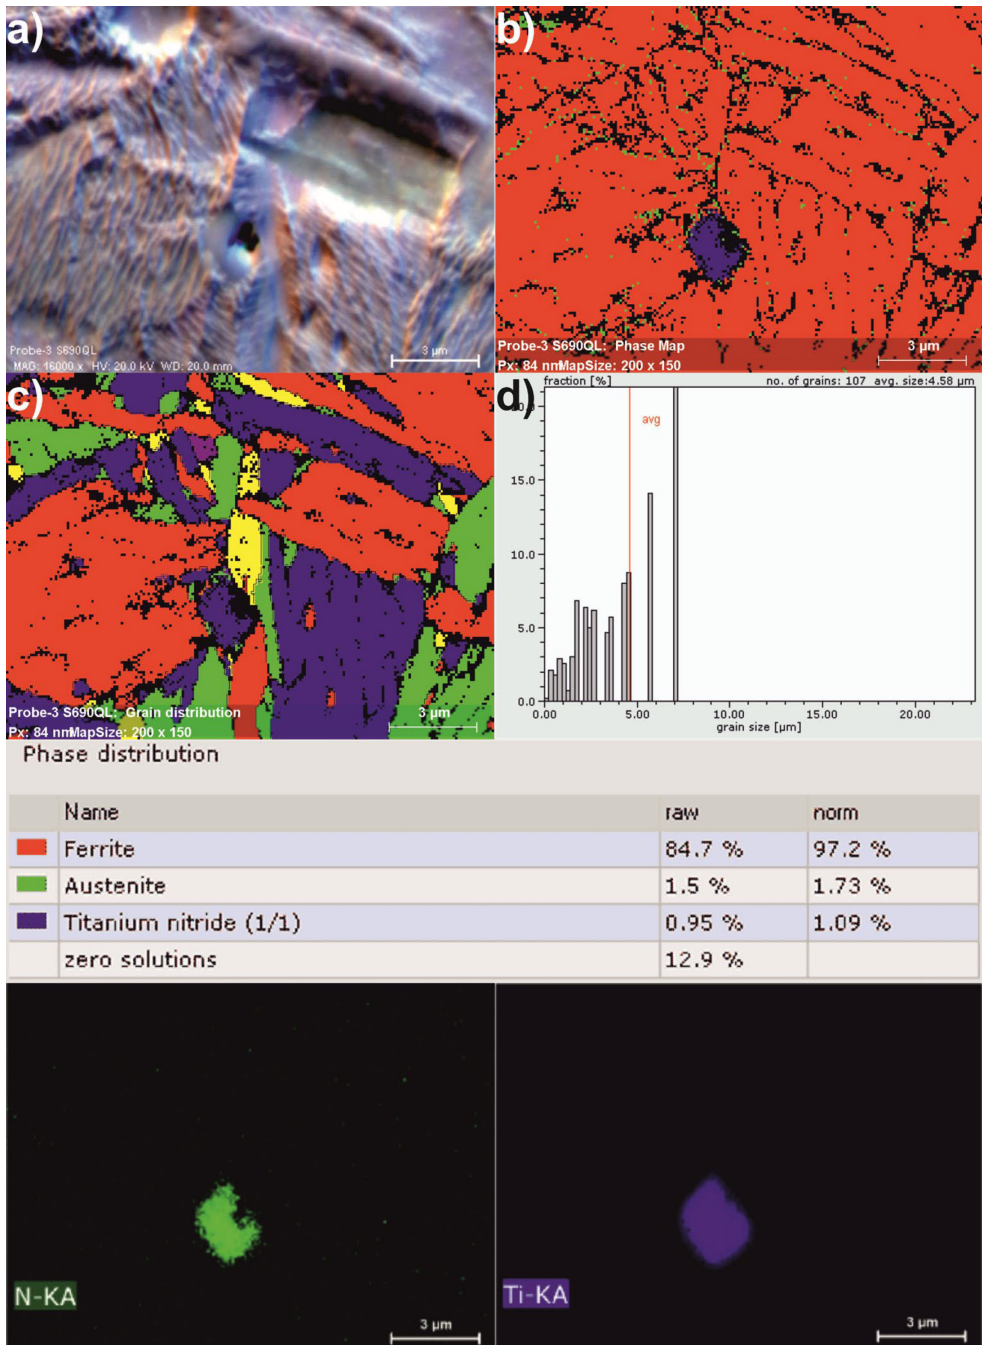 a)
Probe-3 S690QL
MAG: 16000 x HV: 20.0 kV WD: 20.0 mm
3 µm
b)
Probe-3 S690QL: Phase Map
Px: 84 nm MapSize: 200 x 150
3 µm
c)
Probe-3 S690QL: Grain distribution
Px: 84 nmMapSize: 200 x 150
3 µm
d)
fraction [%]
no. of grains: 107 avg. size:4.58 µm
avg
15.0
10.0
5.0
0.0
0.00 5.00 10.00 15.00 20.00
grain size [µm]
Phase distribution
Name raw norm
Ferrite 84.7 % 97.2 %
Austenite 1.5 % 1.73 %
Titanium nitride (1/1) 0.95 % 1.09 %
zero solutions 12.9 %
N-KA
3 µm
Ti-KA
3 µm